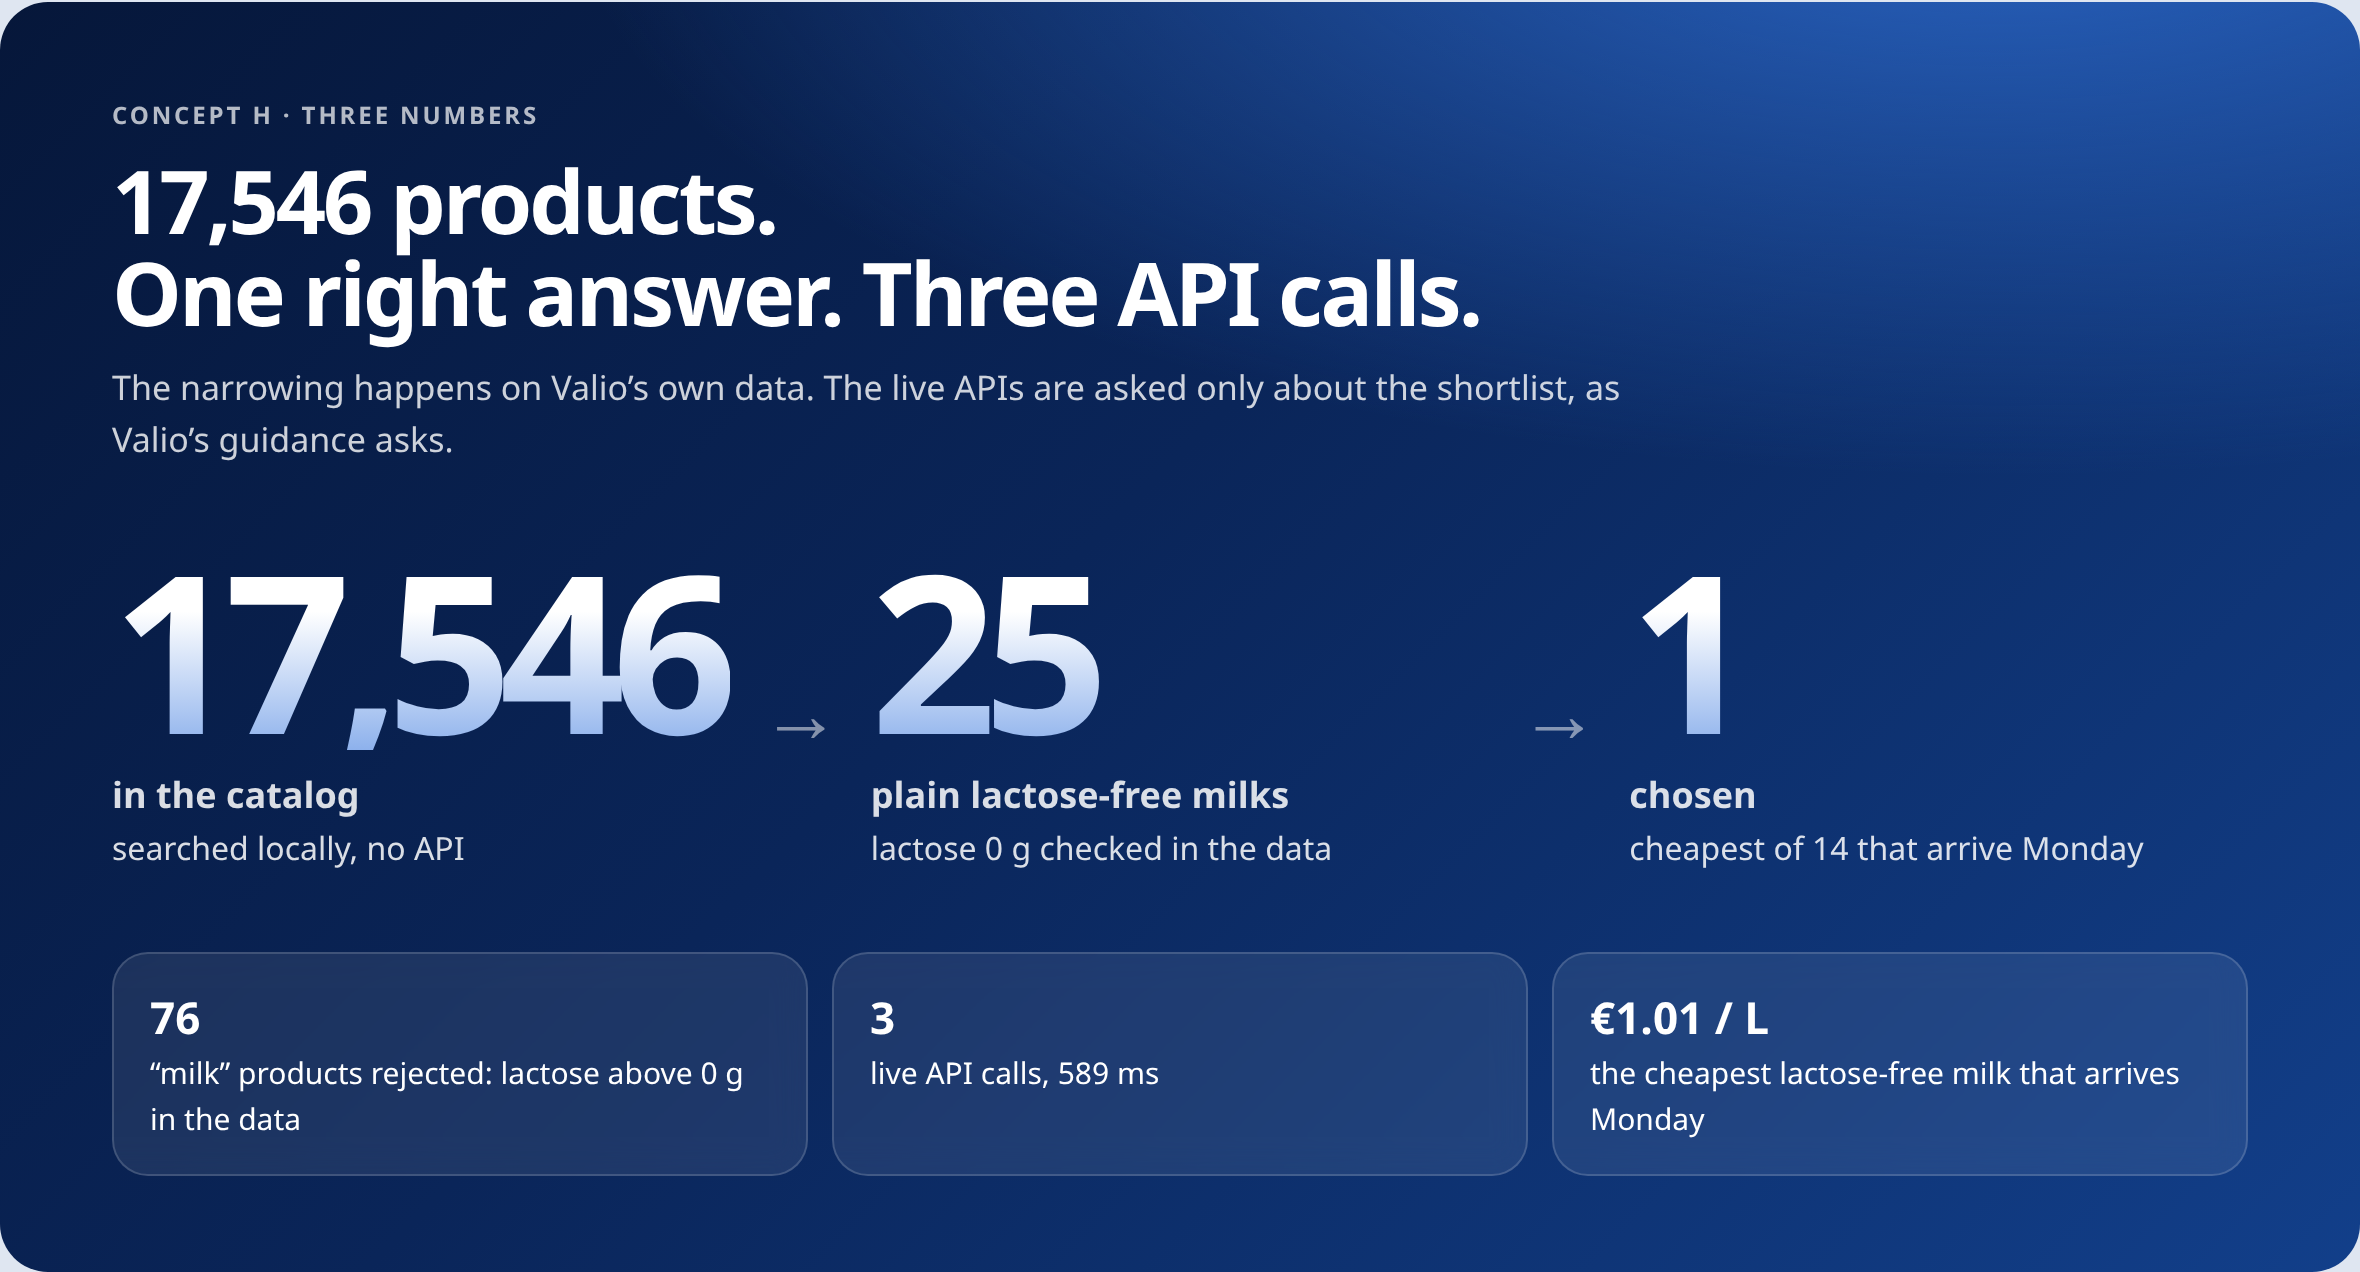 CONCEPT H · THREE NUMBERS
17,546 products.
One right answer. Three API calls.
The narrowing happens on Valio’s own data. The live APIs are asked only about the shortlist, as
Valio’s guidance asks.
17,546 → 25 → 1
in the catalog
searched locally, no API
plain lactose-free milks
lactose 0 g checked in the data
chosen
cheapest of 14 that arrive Monday
76
“milk” products rejected: lactose above 0 g
in the data
3
live API calls, 589 ms
€1.01 / L
the cheapest lactose-free milk that arrives
Monday